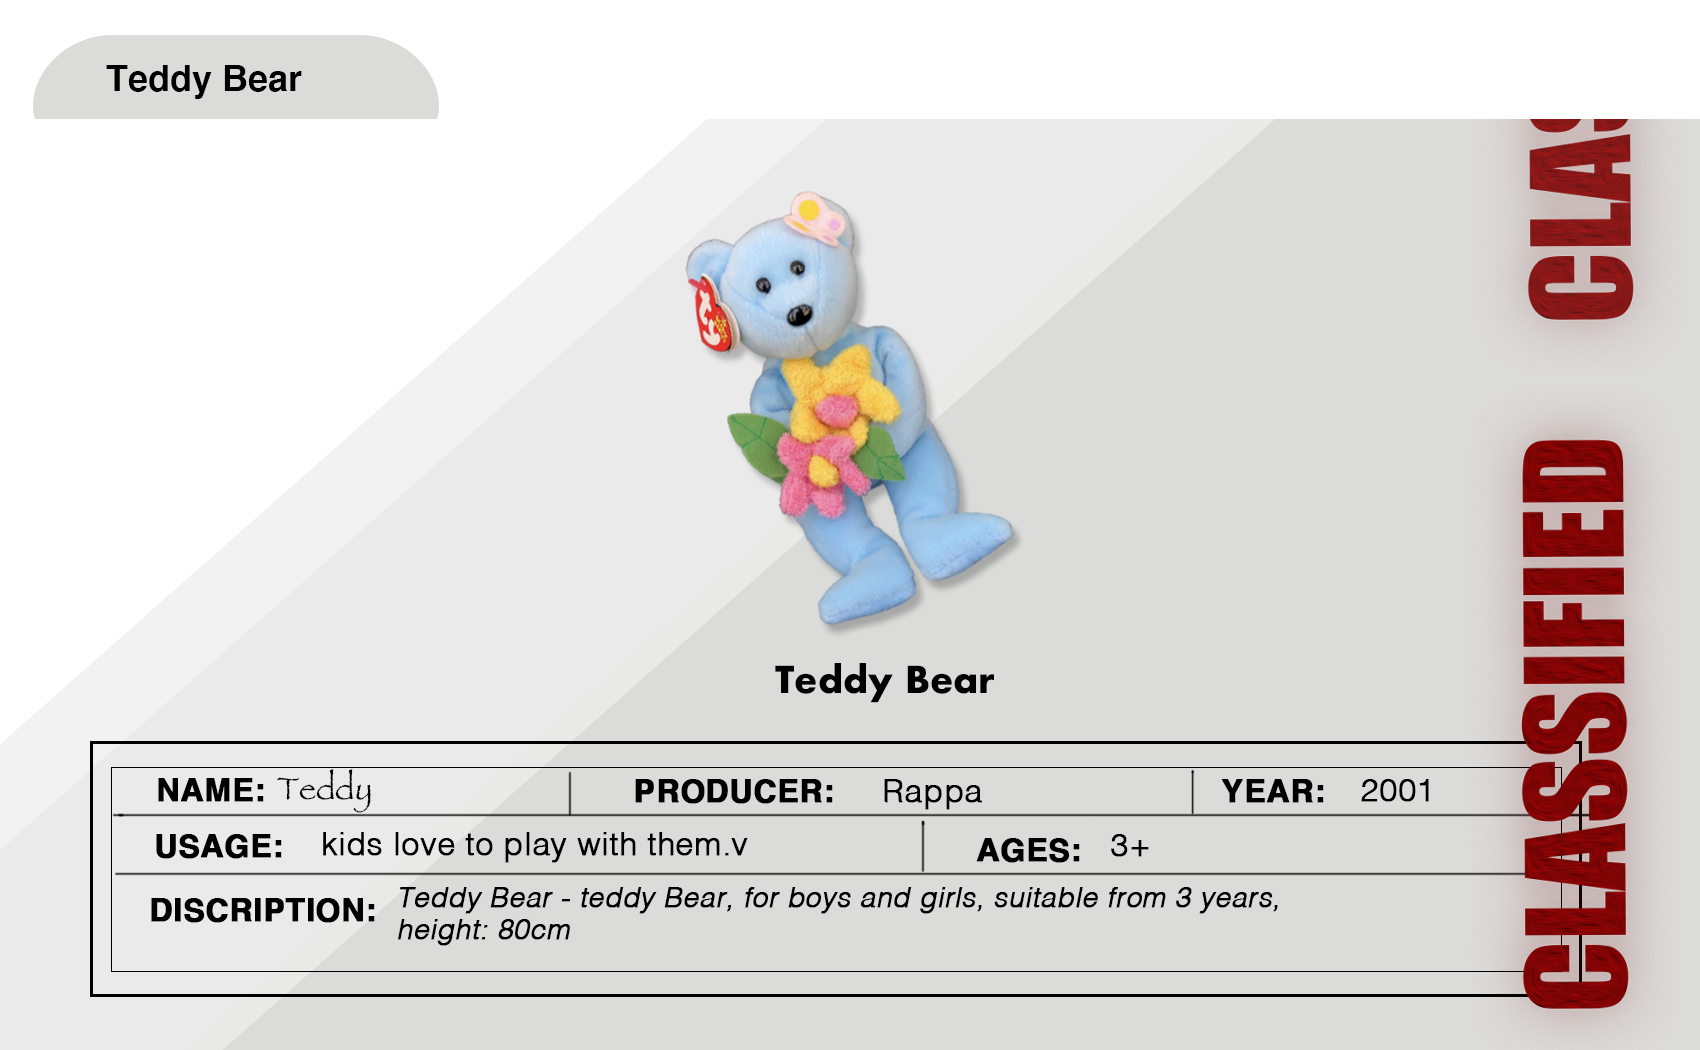 Teddy Bear
CLAS
CLASSIFIED
ty
Teddy Bear
NAME: Teddy
PRODUCER: Rappa
YEAR: 2001
USAGE: kids love to play with them.v
AGES: 3+
DISCRIPTION: Teddy Bear - teddy Bear, for boys and girls, suitable from 3 years,
height: 80cm